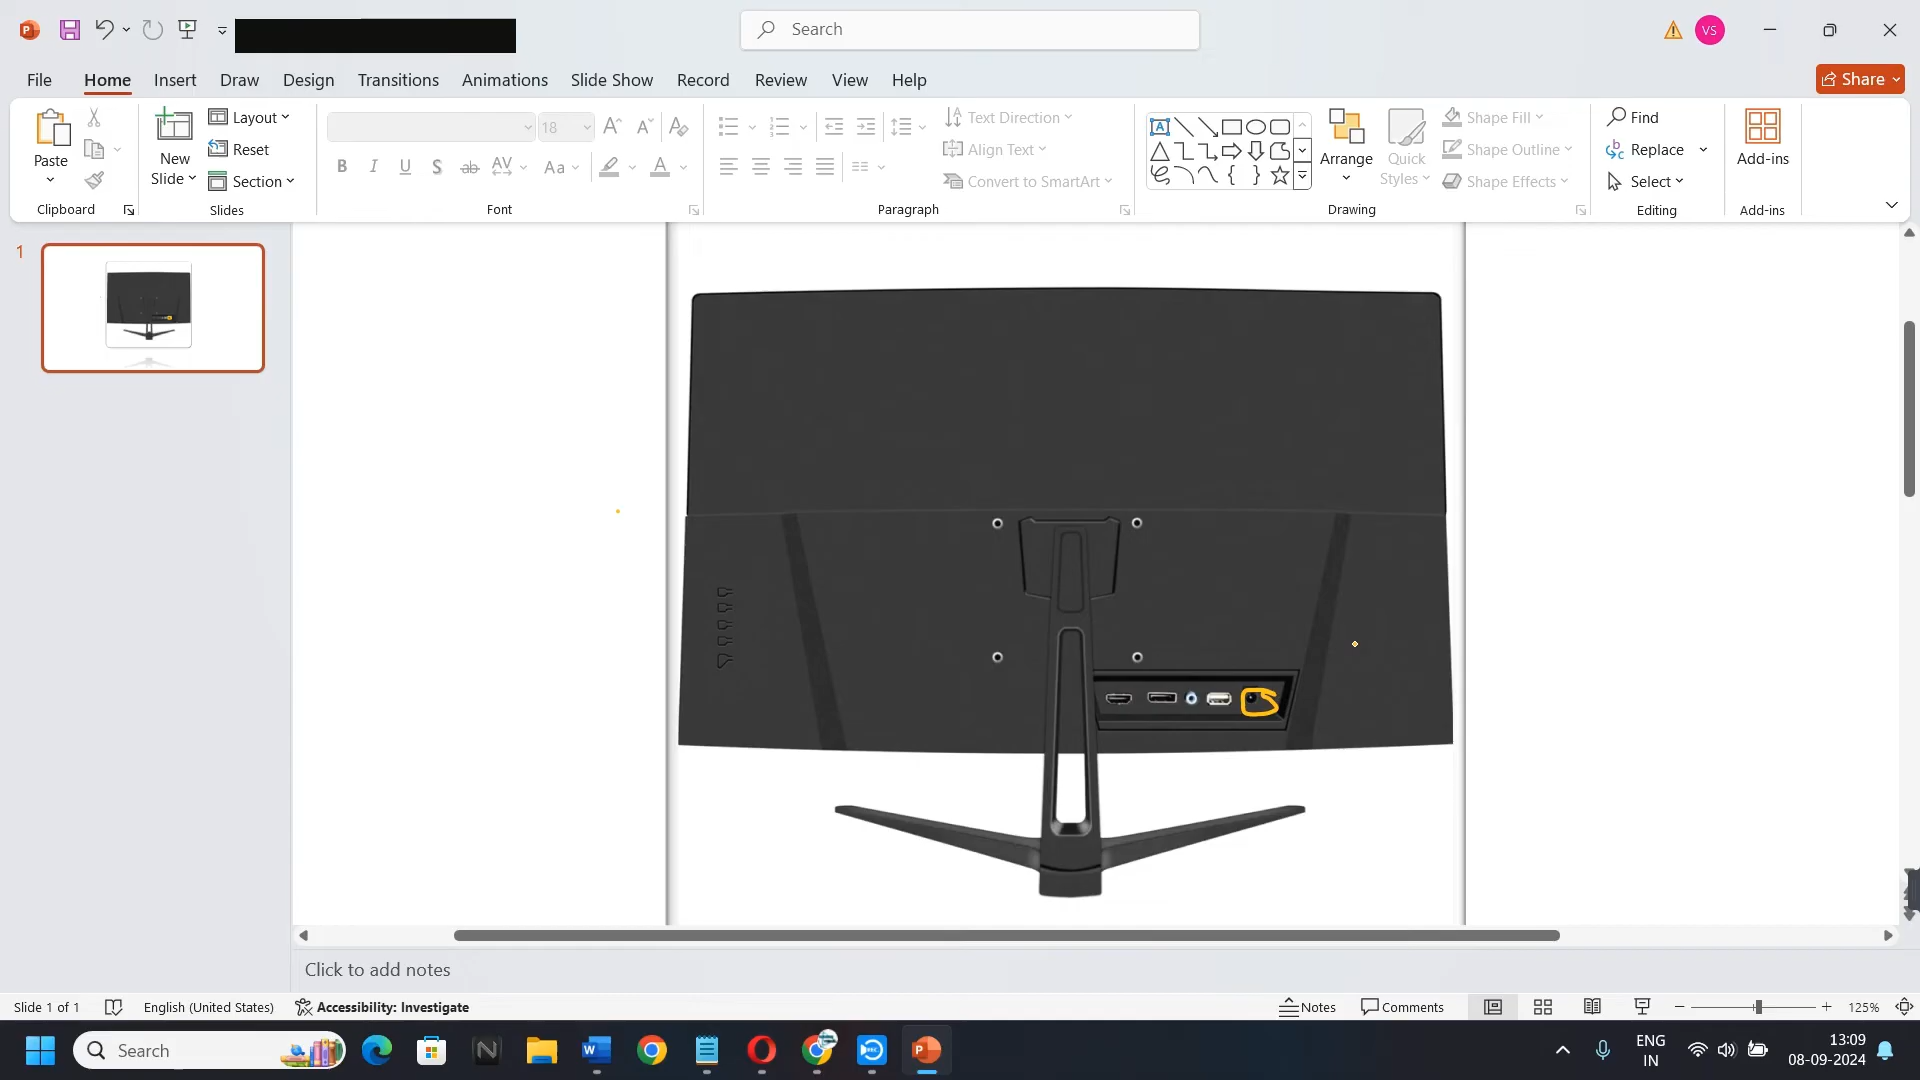 VS
Search
File Home Insert Draw Design Transitions Animations Slide Show Record Review View Help
Share
Paste
New
Slide
Layout
Reset
Section
18
Text Direction
Align Text
Convert to SmartArt
Arrange
Quick
Styles
Shape Fill
Shape Outline
Shape Effects
Find
Replace
Select
Add-ins
Clipboard Slides Font Paragraph Drawing Editing Add-ins
1
Click to add notes
Slide 1 of 1 English (United States) Accessibility: Investigate Notes Comments 125%
Search
ENG
IN
13:09
08-09-2024